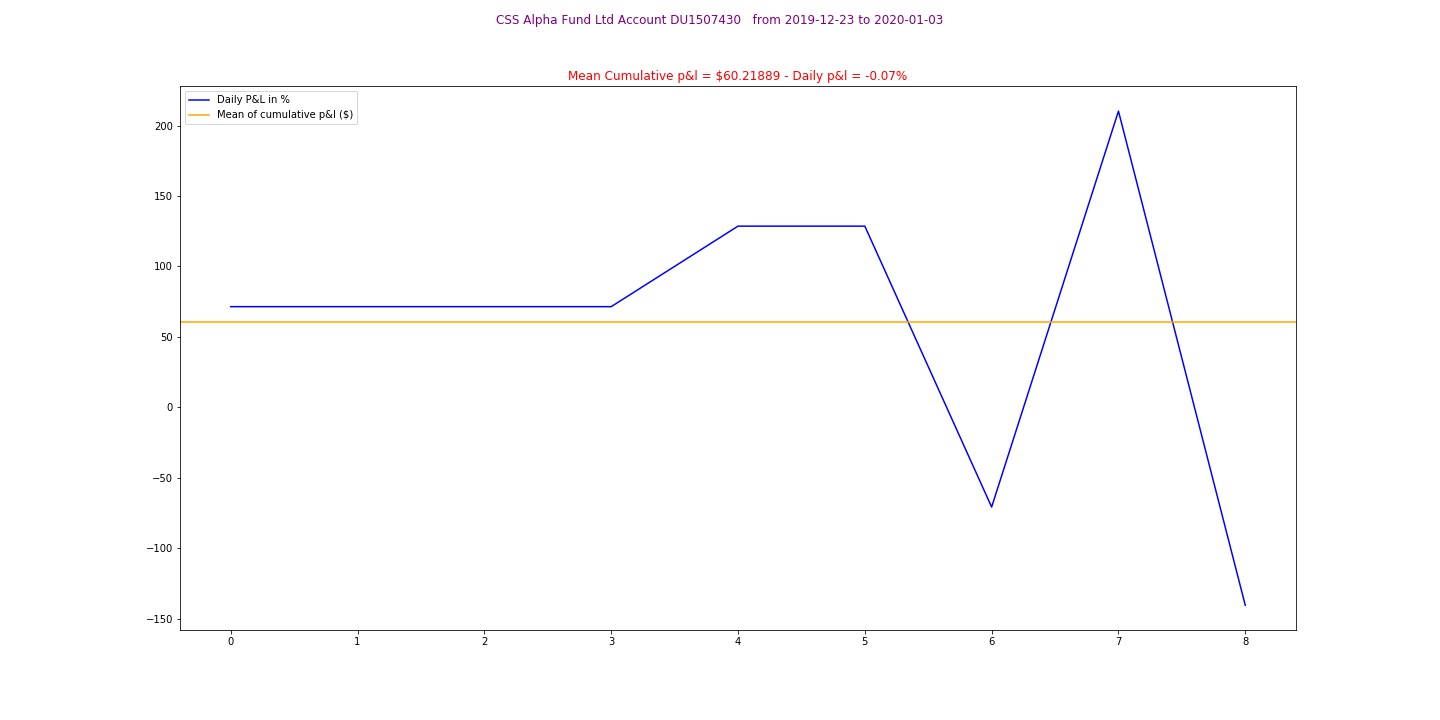 CSS Alpha Fund Ltd Account DU1507430   from 2019-12-23 to 2020-01-03
Mean Cumulative p&l = $60.21889 - Daily p&l = -0.07%
Daily P&L in %
Mean of cumulative p&l ($)
200
150
100
50
0
−50
−100
−150
0 1 2 3 4 5 6 7 8